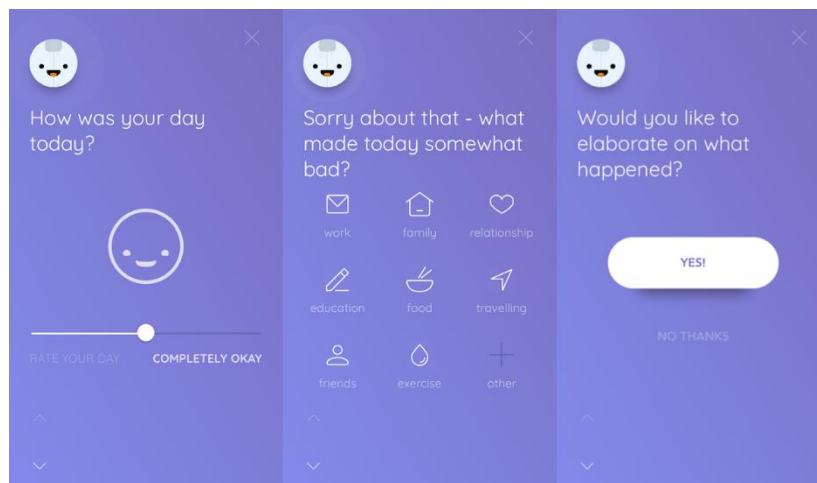 How was your day
today?
RATE YOUR DAY
COMPLETELY OKAY
Sorry about that - what
made today somewhat
bad?
work
family
relationship
education
food
travelling
friends
exercise
other
Would you like to
elaborate on what
happened?
YES!
NO THANKS